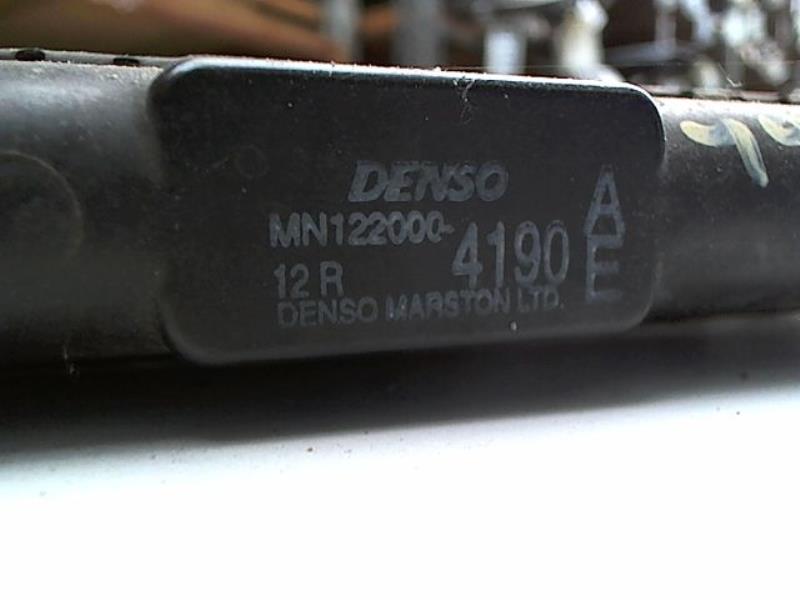 DENSO
MN122000-4190 A
12 R E
DENSO MARSTON LTD.